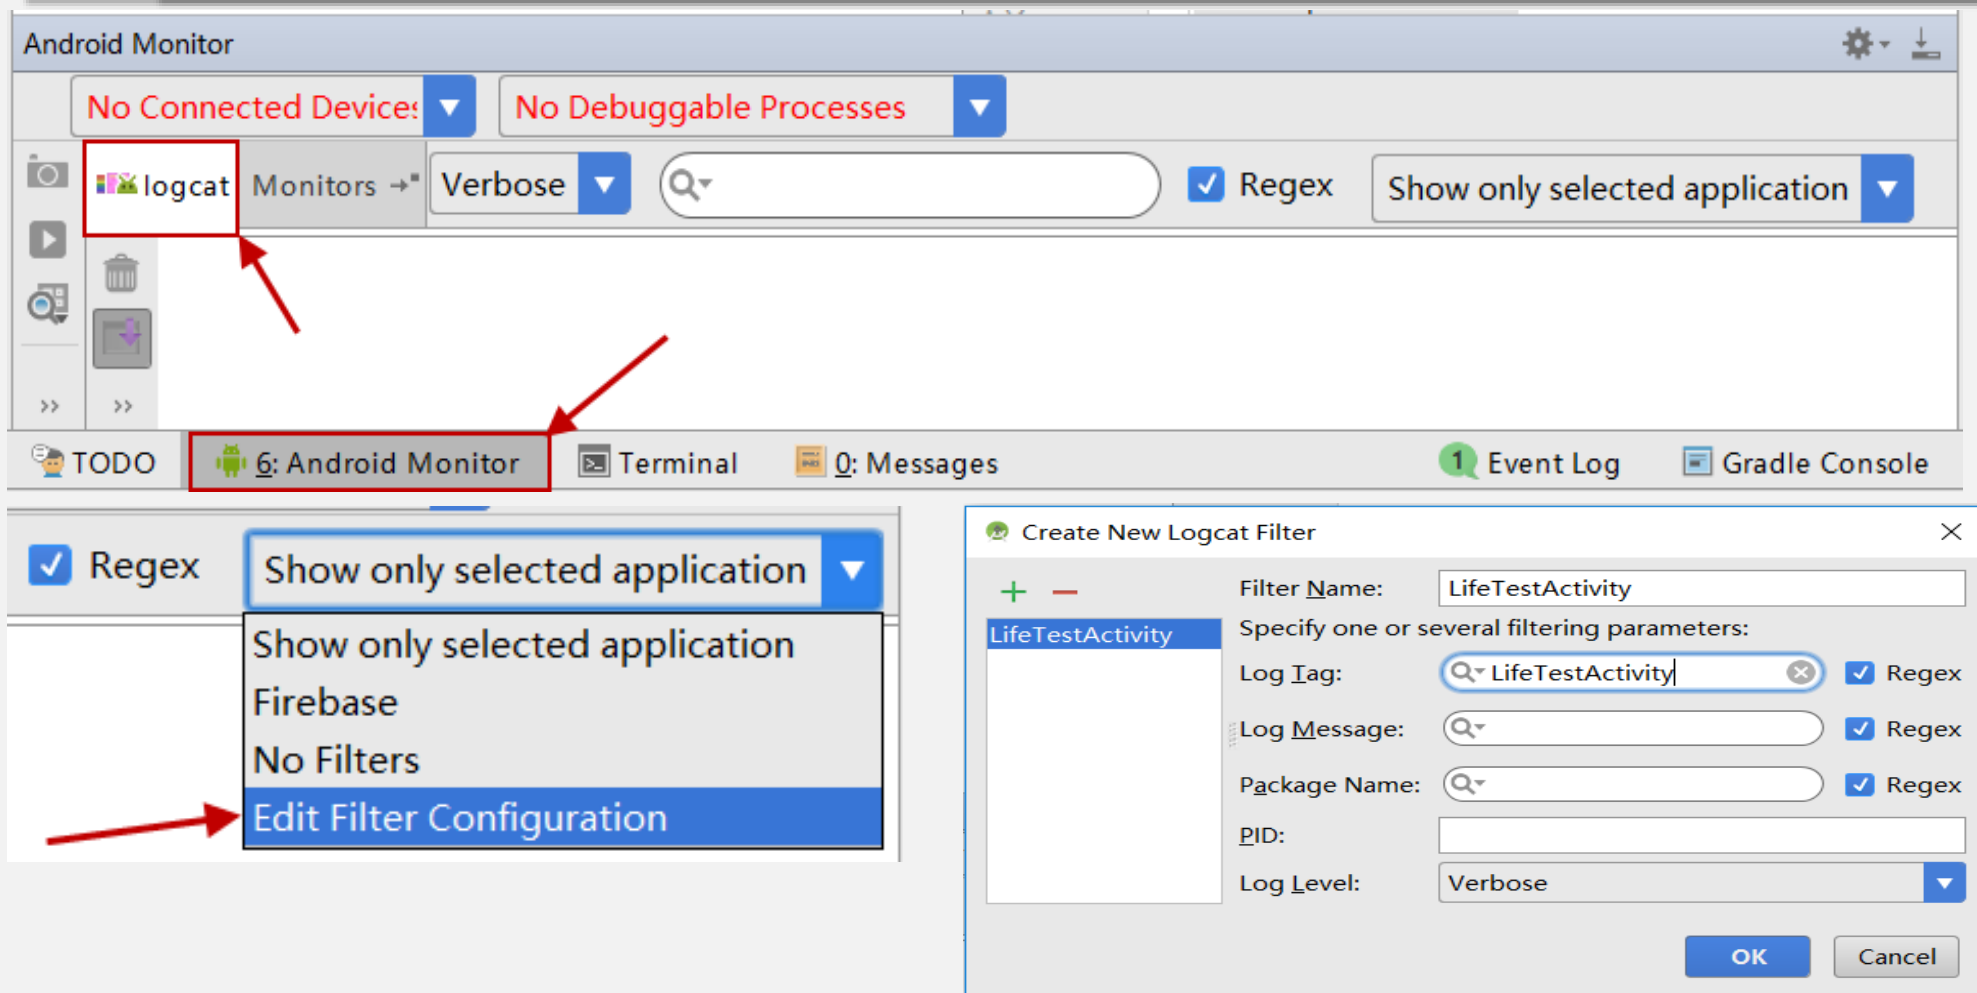 Android Monitor
No Connected Devices
No Debuggable Processes
logcat
Monitors
Verbose
Regex
Show only selected application
TODO
6: Android Monitor
Terminal
0: Messages
1 Event Log
Gradle Console
Regex
Show only selected application
Show only selected application
Firebase
No Filters
Edit Filter Configuration
Create New Logcat Filter
LifeTestActivity
Filter Name: LifeTestActivity
Specify one or several filtering parameters:
Log Tag: LifeTestActivity Regex
Log Message: Regex
Package Name: Regex
PID:
Log Level: Verbose
OK
Cancel